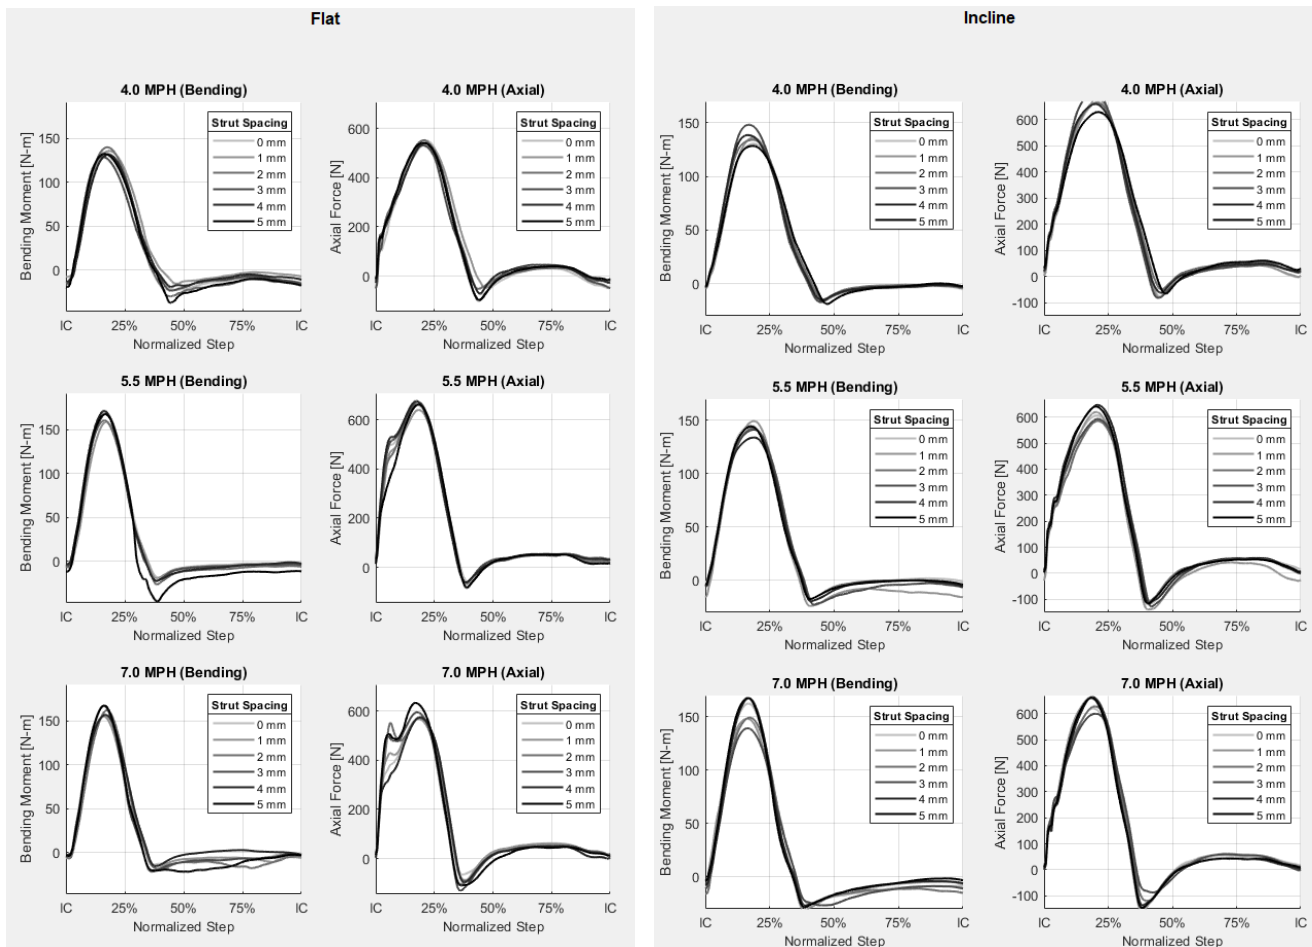 Flat
4.0 MPH (Bending)
Bending Moment [N-m]
150
100
50
0
IC 25% 50% 75% IC
Normalized Step
Strut Spacing
0 mm
1 mm
2 mm
3 mm
4 mm
5 mm
4.0 MPH (Axial)
Axial Force [N]
600
400
200
0
IC 25% 50% 75% IC
Normalized Step
Strut Spacing
0 mm
1 mm
2 mm
3 mm
4 mm
5 mm
5.5 MPH (Bending)
Bending Moment [N-m]
150
100
50
0
IC 25% 50% 75% IC
Normalized Step
5.5 MPH (Axial)
Axial Force [N]
600
400
200
0
IC 25% 50% 75% IC
Normalized Step
7.0 MPH (Bending)
Bending Moment [N-m]
150
100
50
0
IC 25% 50% 75% IC
Normalized Step
Strut Spacing
0 mm
1 mm
2 mm
3 mm
4 mm
5 mm
7.0 MPH (Axial)
Axial Force [N]
600
400
200
0
IC 25% 50% 75% IC
Normalized Step
Strut Spacing
0 mm
1 mm
2 mm
3 mm
4 mm
5 mm
Incline
4.0 MPH (Bending)
Bending Moment [N-m]
150
100
50
0
IC 25% 50% 75% IC
Normalized Step
Strut Spacing
0 mm
1 mm
2 mm
3 mm
4 mm
5 mm
4.0 MPH (Axial)
Axial Force [N]
600
500
400
300
200
100
0
-100
IC 25% 50% 75% IC
Normalized Step
Strut Spacing
0 mm
1 mm
2 mm
3 mm
4 mm
5 mm
5.5 MPH (Bending)
Bending Moment [N-m]
150
100
50
0
IC 25% 50% 75% IC
Normalized Step
Strut Spacing
0 mm
1 mm
2 mm
3 mm
4 mm
5 mm
5.5 MPH (Axial)
Axial Force [N]
600
500
400
300
200
100
0
-100
IC 25% 50% 75% IC
Normalized Step
Strut Spacing
0 mm
1 mm
2 mm
3 mm
4 mm
5 mm
7.0 MPH (Bending)
Bending Moment [N-m]
150
100
50
0
IC 25% 50% 75% IC
Normalized Step
Strut Spacing
0 mm
1 mm
2 mm
3 mm
4 mm
5 mm
7.0 MPH (Axial)
Axial Force [N]
600
500
400
300
200
100
0
-100
IC 25% 50% 75% IC
Normalized Step
Strut Spacing
0 mm
1 mm
2 mm
3 mm
4 mm
5 mm